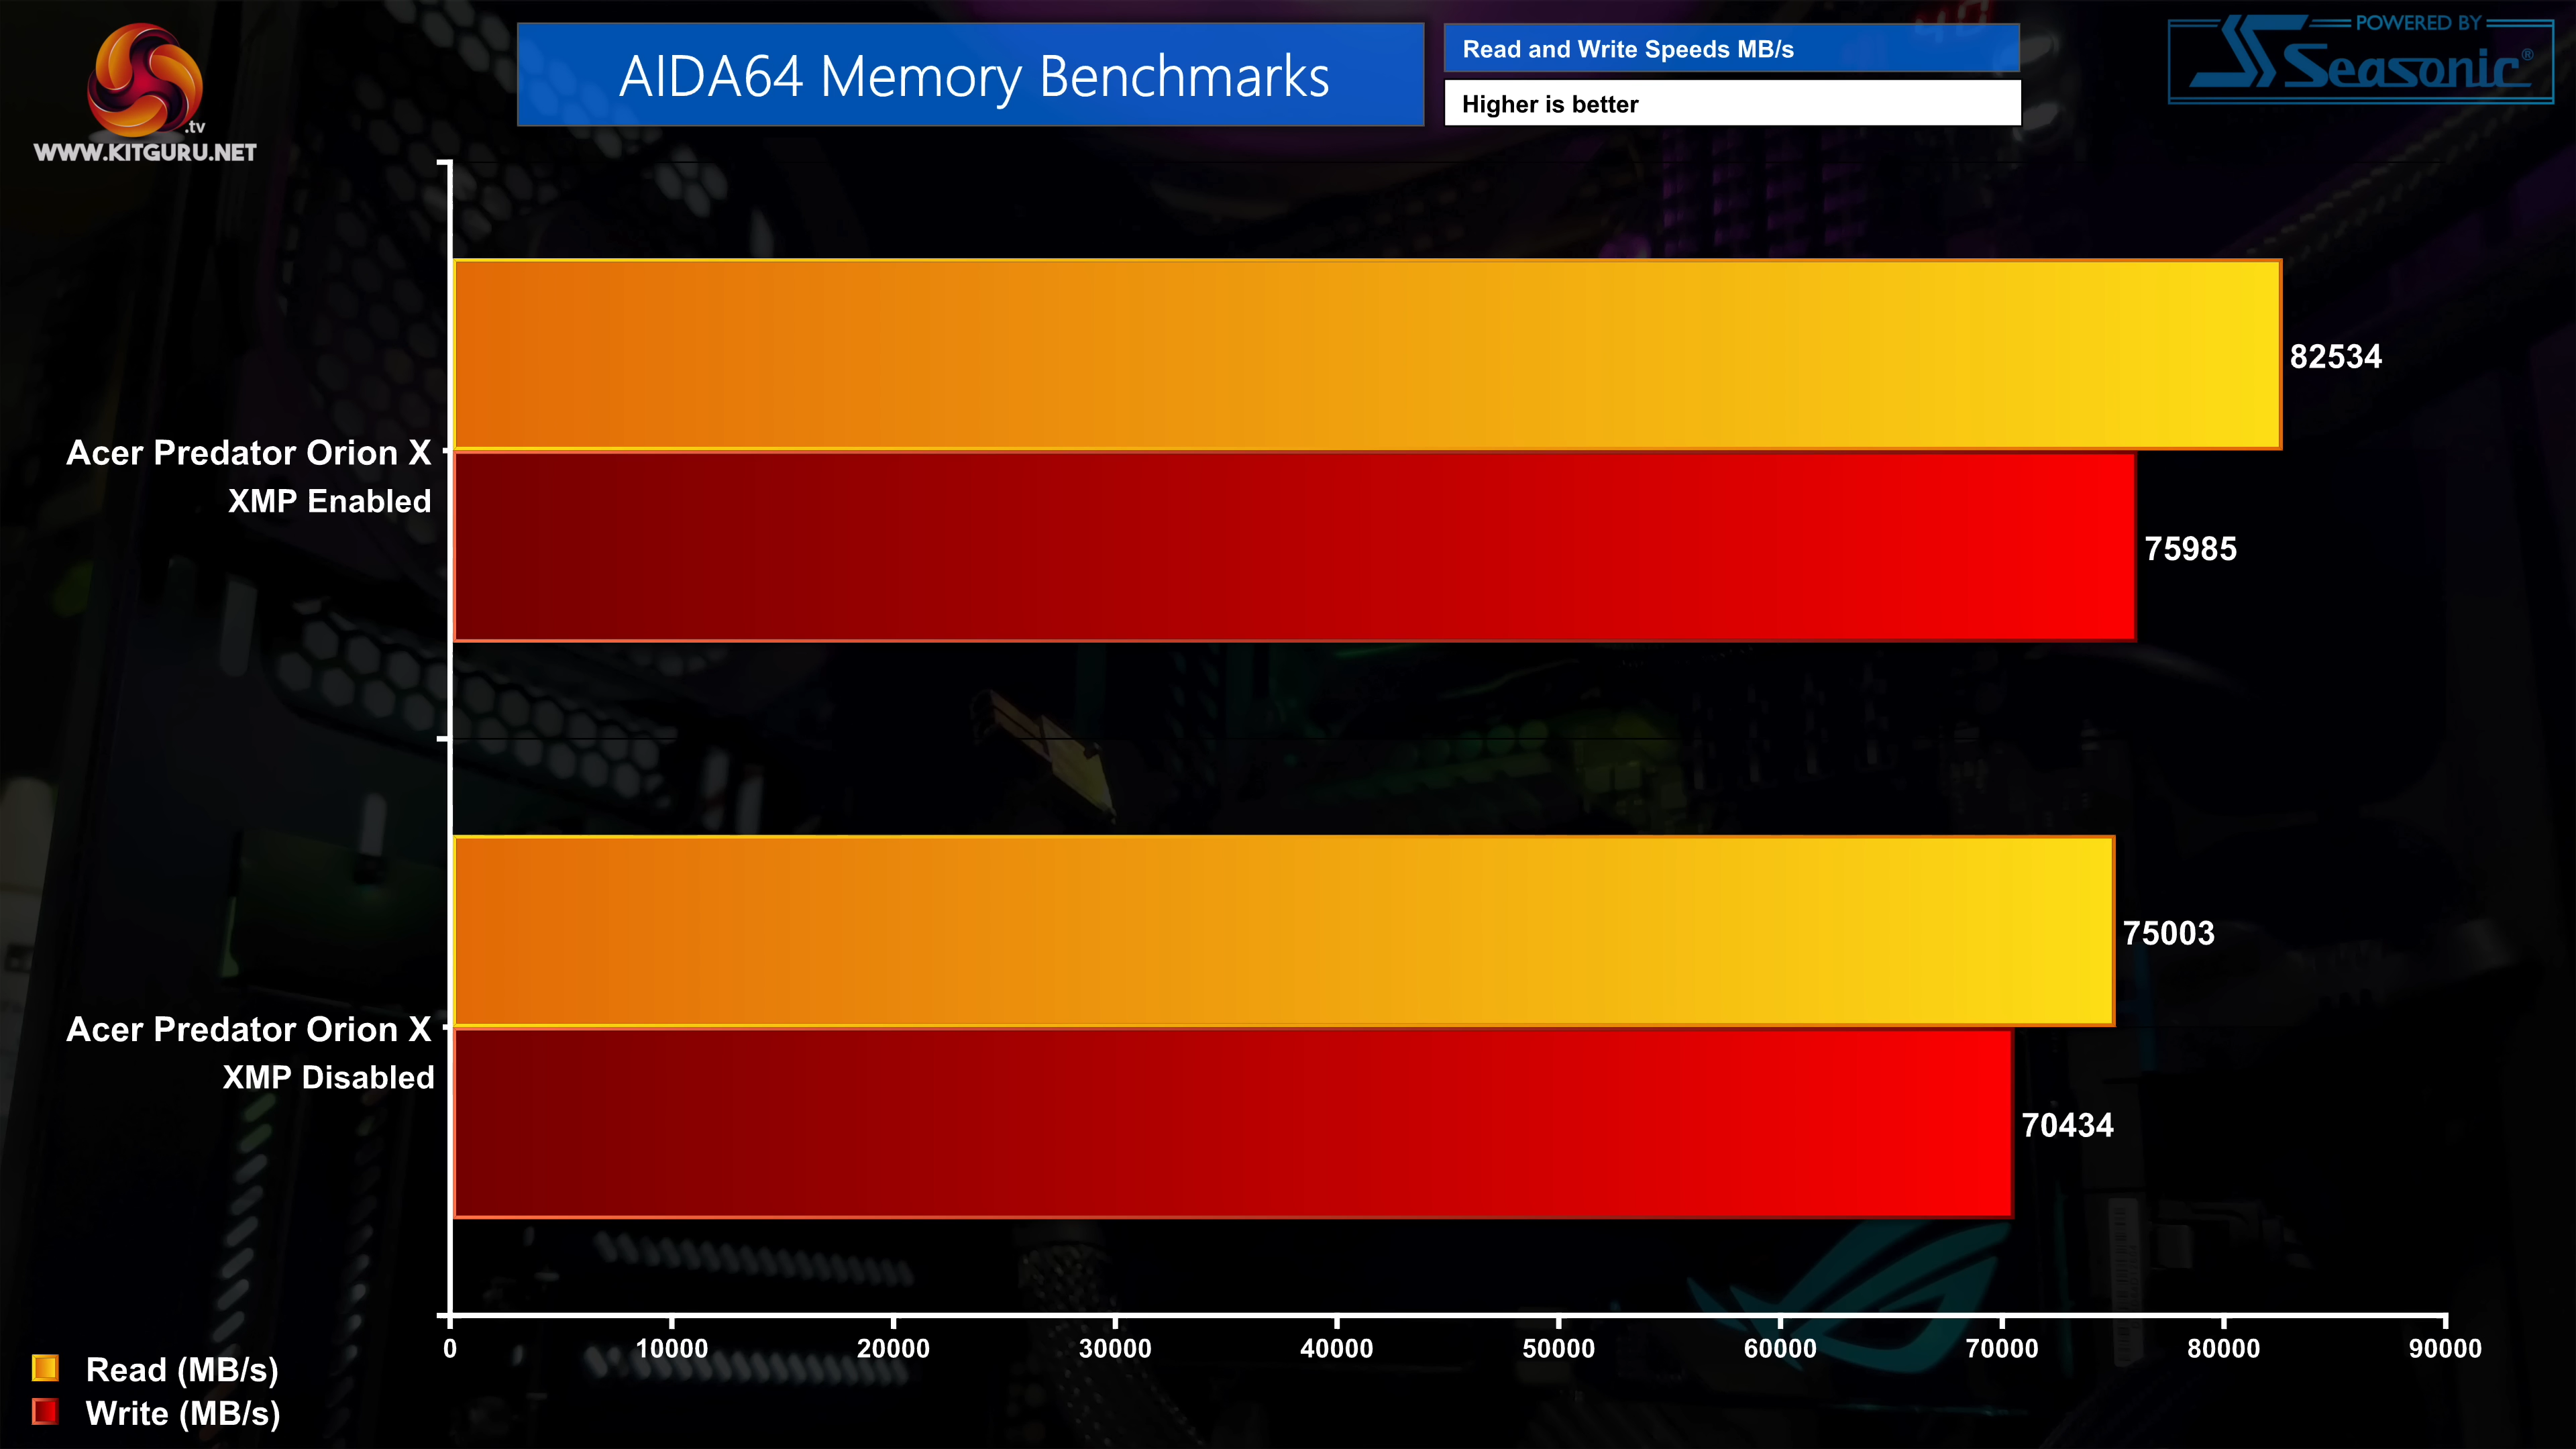 .tv
WWW.KITGURU.NET
AIDA64 Memory Benchmarks
Read and Write Speeds MB/s
Higher is better
POWERED BY
Seasonic®
82534
Acer Predator Orion X
XMP Enabled
75985
75003
Acer Predator Orion X
XMP Disabled
70434
0 10000 20000 30000 40000 50000 60000 70000 80000 90000
Read (MB/s)
Write (MB/s)